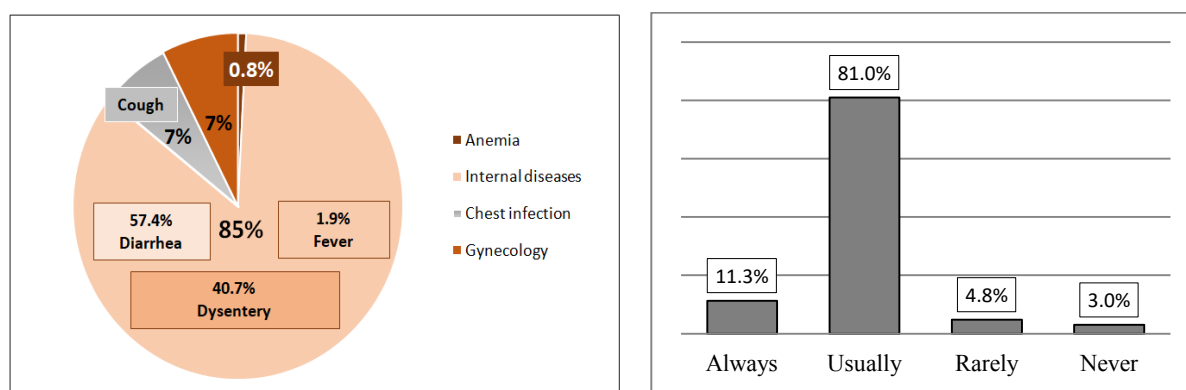 0.8%
Cough
7%
7%
57.4%
Diarrhea
85%
1.9%
Fever
40.7%
Dysentery
Anemia
Internal diseases
Chest infection
Gynecology
81.0%
11.3%
4.8%
3.0%
Always Usually Rarely Never